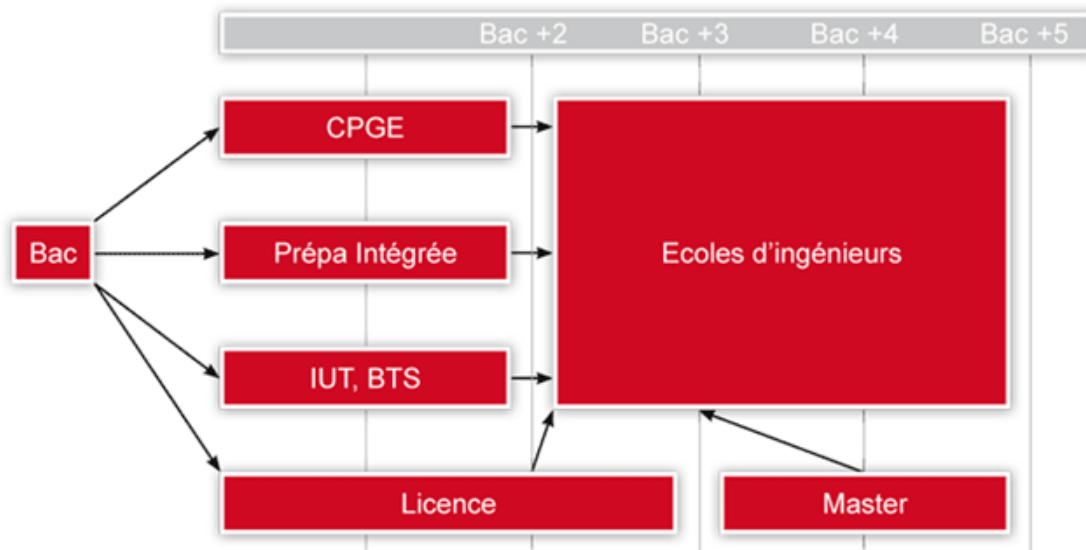 Bac +2 Bac +3 Bac +4 Bac +5
CPGE
Bac
Prépa Intégrée
Ecoles d'ingénieurs
IUT, BTS
Licence
Master